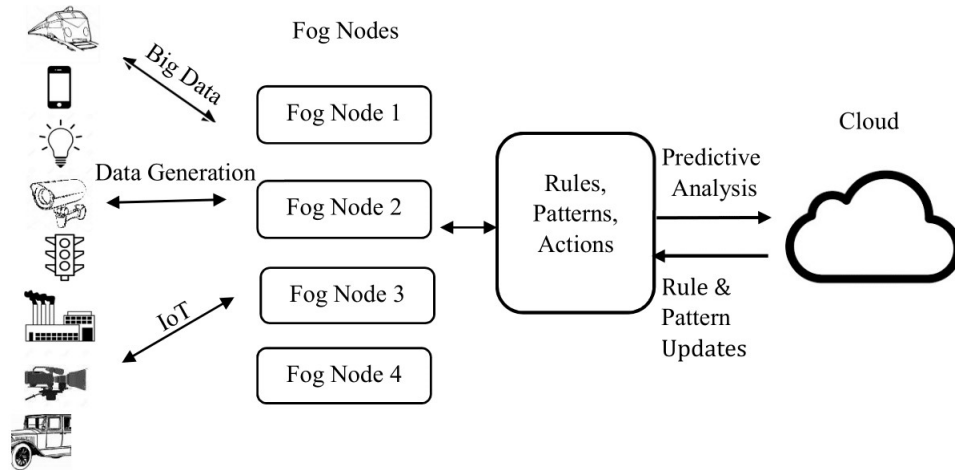 Fog Nodes
Big Data
Fog Node 1
Data Generation
Fog Node 2
Fog Node 3
IoT
Fog Node 4
Rules,
Patterns,
Actions
Predictive
Analysis
Rule &
Pattern
Updates
Cloud